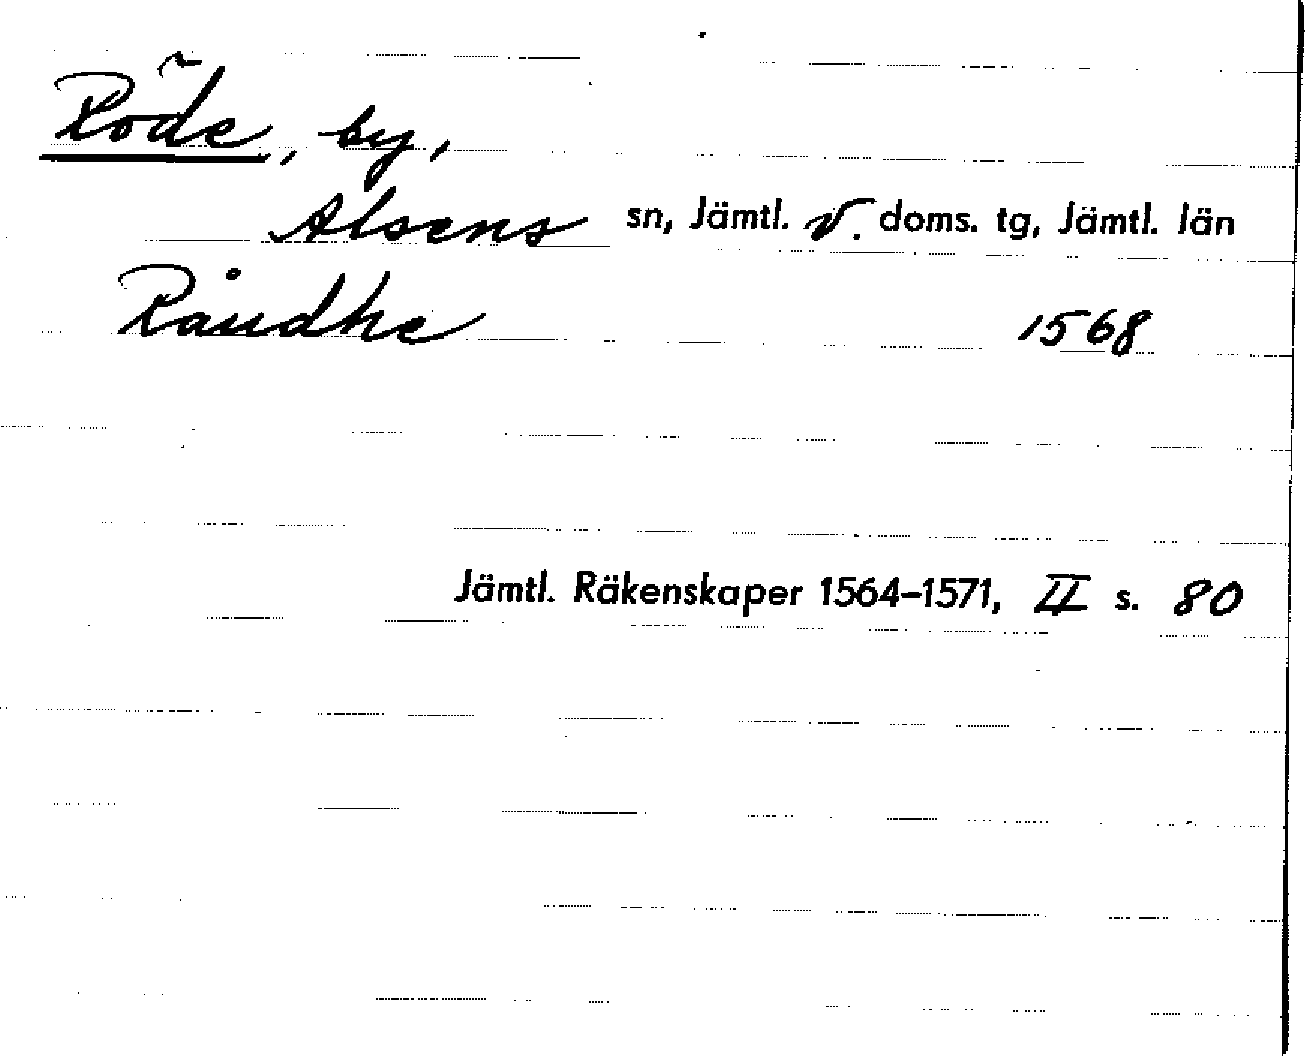 Röde, by,
Alsens sn, Jämtl. V. doms. tg, Jämtl. län
Råudhe 1568
Jämtl. Räkenskaper 1564–1571, II s. 80